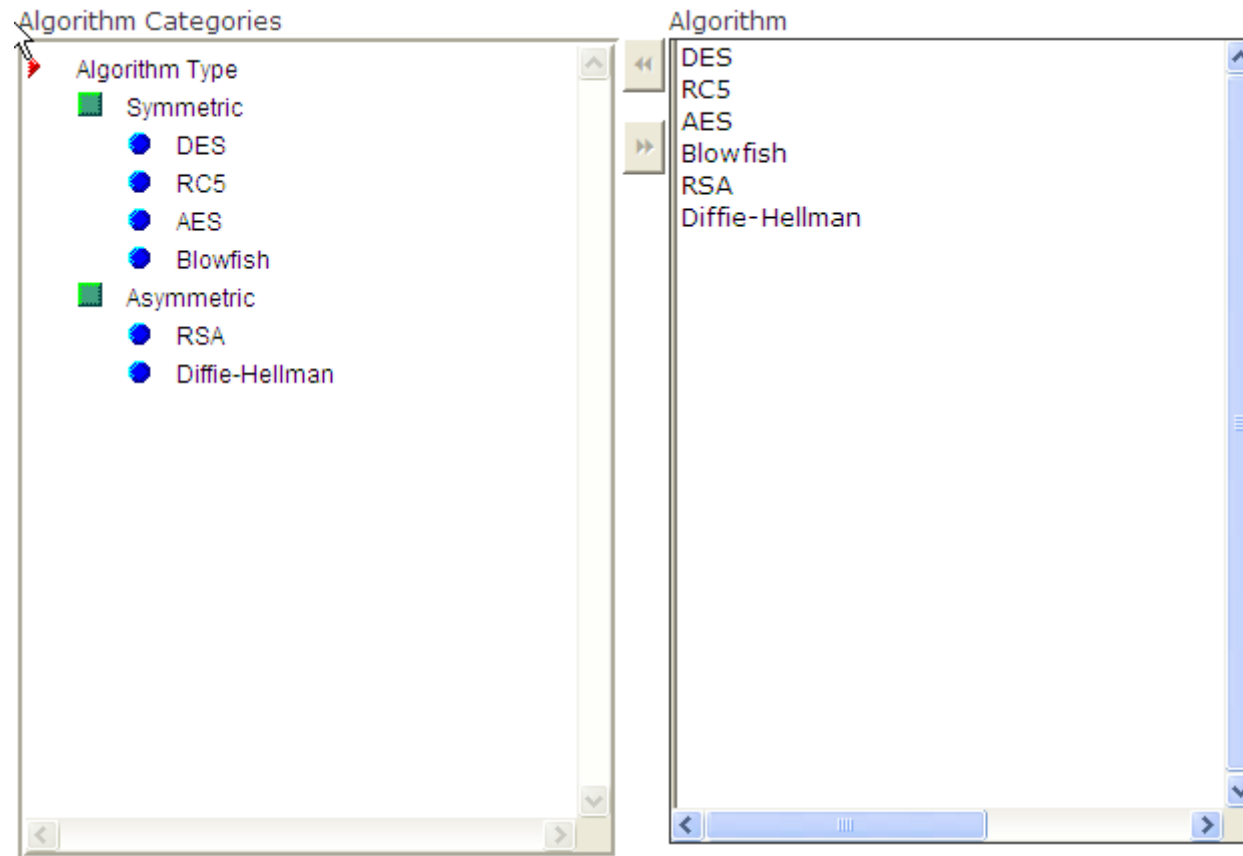 Algorithm Categories
Algorithm Type
Symmetric
DES
RC5
AES
Blowfish
Asymmetric
RSA
Diffie-Hellman
Algorithm
DES
RC5
AES
Blowfish
RSA
Diffie-Hellman